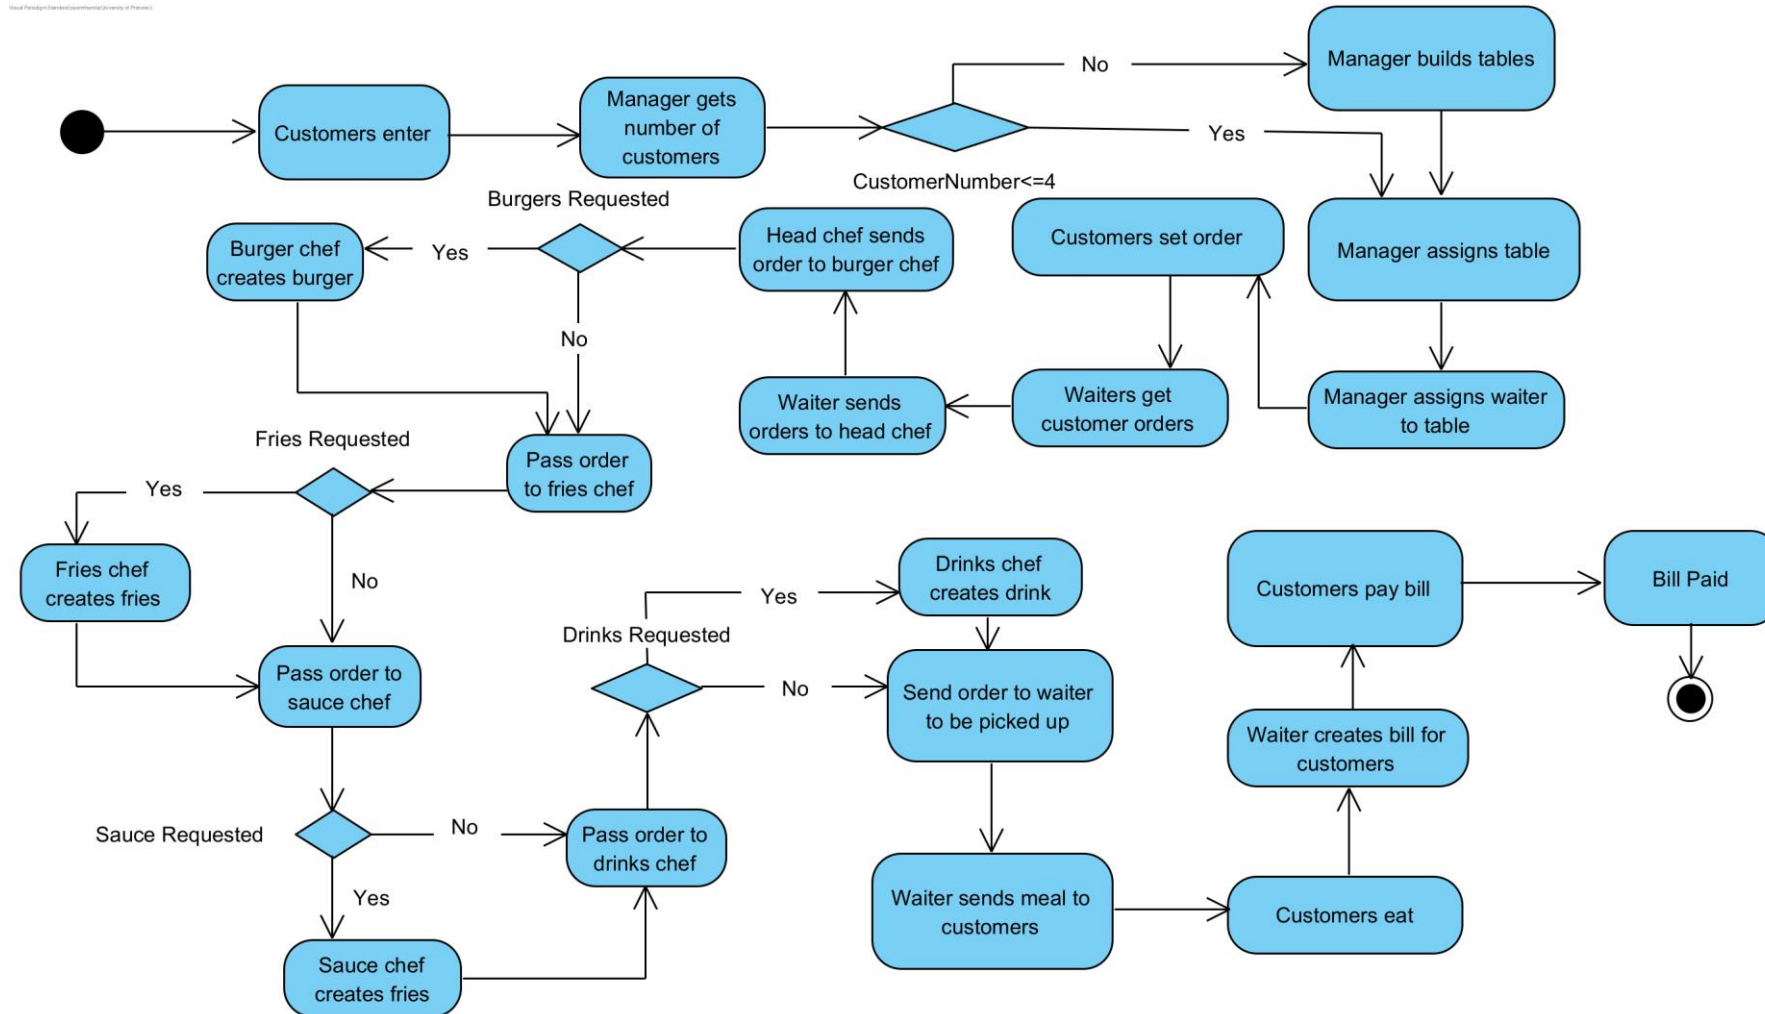 No
Manager builds tables
Customers enter
Manager gets
number of
customers
Yes
CustomerNumber<=4
Burgers Requested
Burger chef
creates burger
Yes
Head chef sends
order to burger chef
Customers set order
Manager assigns table
No
Waiter sends
orders to head chef
Waiters get
customer orders
Manager assigns waiter
to table
Fries Requested
Pass order
to fries chef
Yes
Fries chef
creates fries
No
Drinks chef
creates drink
Yes
Customers pay bill
Bill Paid
Drinks Requested
Pass order to
sauce chef
No
Send order to waiter
to be picked up
Waiter creates bill for
customers
Sauce Requested
No
Pass order to
drinks chef
Yes
Waiter sends meal to
customers
Customers eat
Sauce chef
creates fries